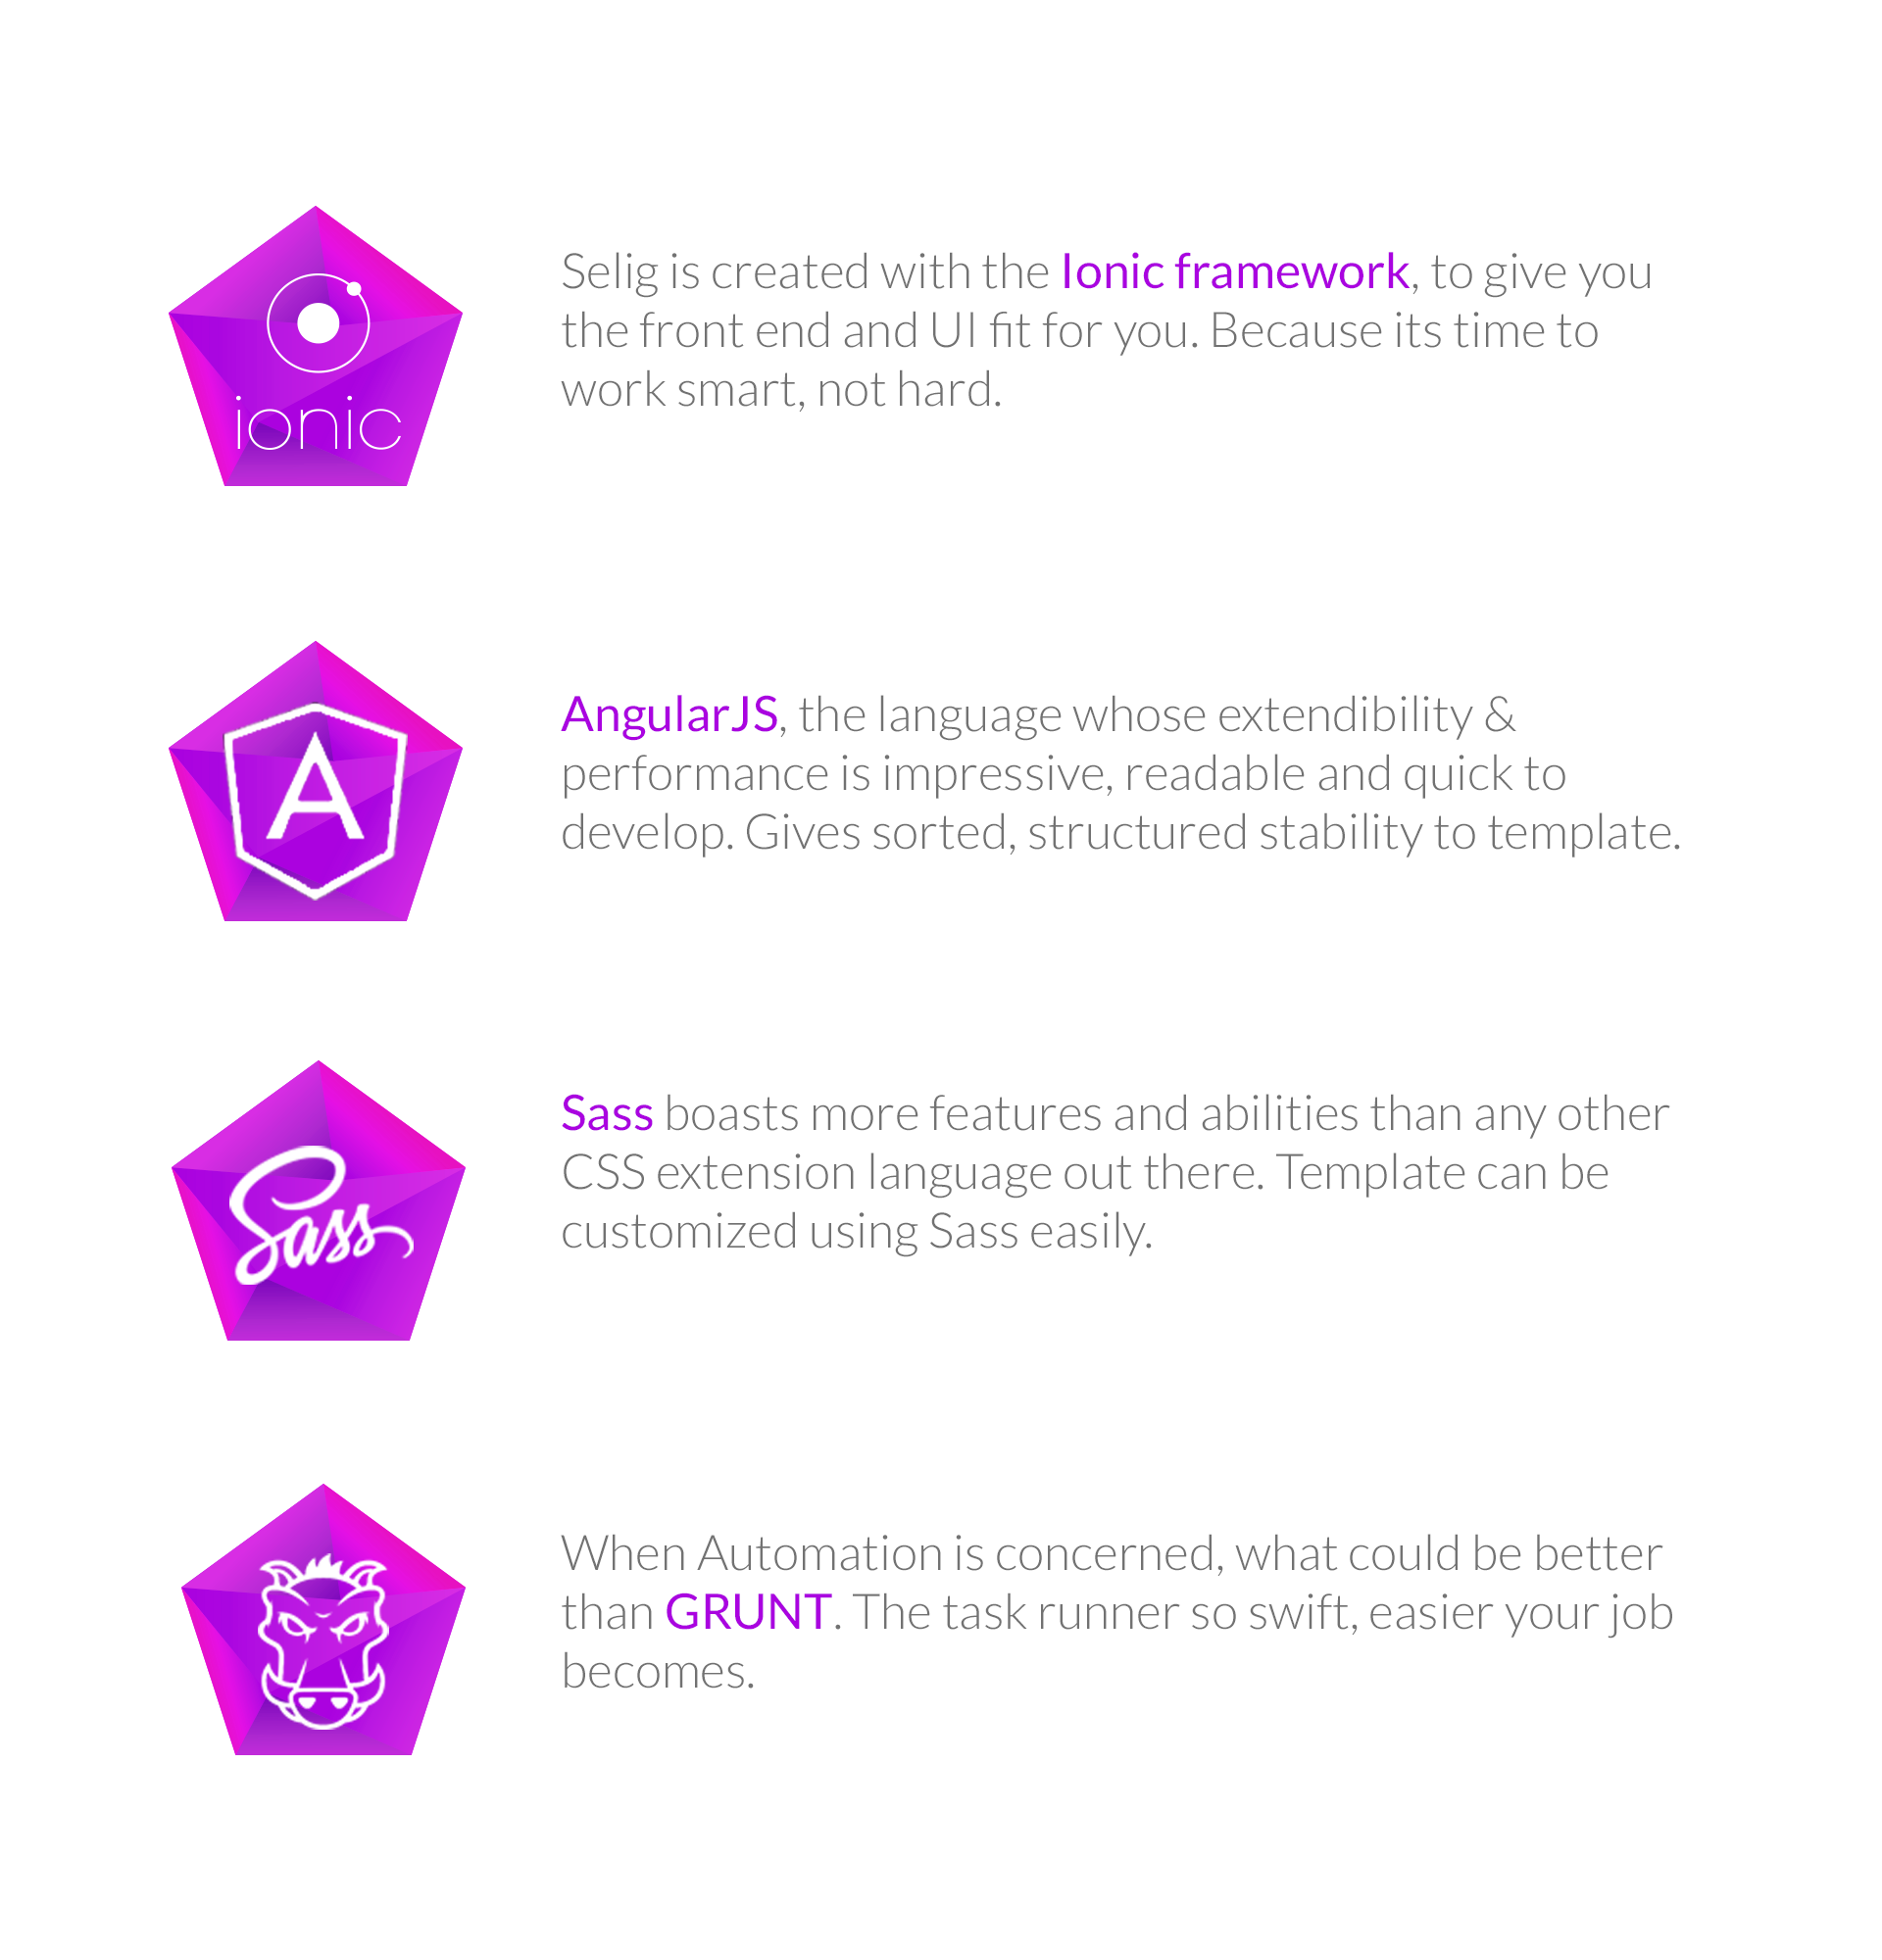 ionic
Selig is created with the Ionic framework, to give you
the front end and UI fit for you. Because its time to
work smart, not hard.
A
AngularJS, the language whose extendibility &
performance is impressive, readable and quick to
develop. Gives sorted, structured stability to template.
Sass
Sass boasts more features and abilities than any other
CSS extension language out there. Template can be
customized using Sass easily.
When Automation is concerned, what could be better
than GRUNT. The task runner so swift, easier your job
becomes.